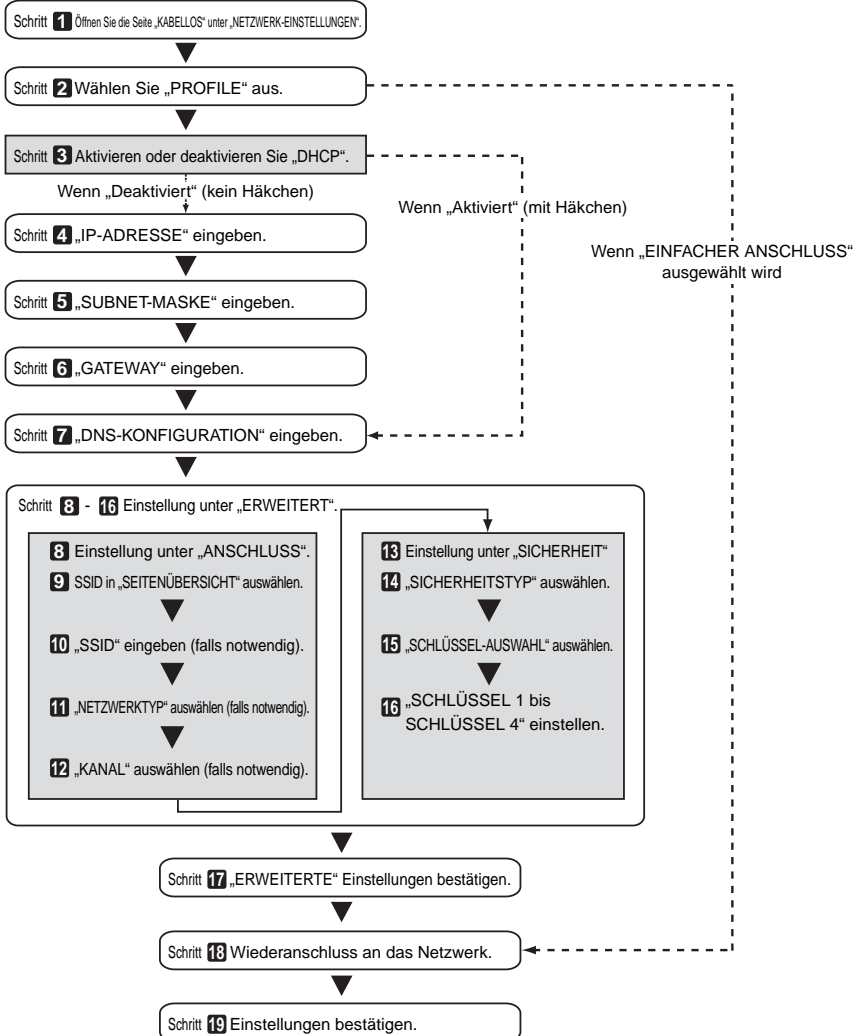 Schritt 1 Öffnen Sie die Seite „KABELLOS“ unter „NETZWERK-EINSTELLUNGEN“.
Schritt 2 Wählen Sie „PROFILE“ aus.
Schritt 3 Aktivieren oder deaktivieren Sie „DHCP“.
Wenn „Deaktiviert“ (kein Häkchen)
Wenn „Aktiviert“ (mit Häkchen)
Wenn „EINFACHER ANSCHLUSS“
ausgewählt wird
Schritt 4 „IP-ADRESSE“ eingeben.
Schritt 5 „SUBNET-MASKE“ eingeben.
Schritt 6 „GATEWAY“ eingeben.
Schritt 7 „DNS-KONFIGURATION“ eingeben.
Schritt 8 - 16 Einstellung unter „ERWEITERT“.
8 Einstellung unter „ANSCHLUSS“.
9 SSID in „SEITENÜBERSICHT“ auswählen.
10 „SSID“ eingeben (falls notwendig).
11 „NETZWERKTYP“ auswählen (falls notwendig).
12 „KANAL“ auswählen (falls notwendig).
13 Einstellung unter „SICHERHEIT“
14 „SICHERHEITSTYP“ auswählen.
15 „SCHLÜSSEL-AUSWAHL“ auswählen.
16 „SCHLÜSSEL 1 bis
SCHLÜSSEL 4“ einstellen.
Schritt 17 „ERWEITERTE“ Einstellungen bestätigen.
Schritt 18 Wiederanschluss an das Netzwerk.
Schritt 19 Einstellungen bestätigen.